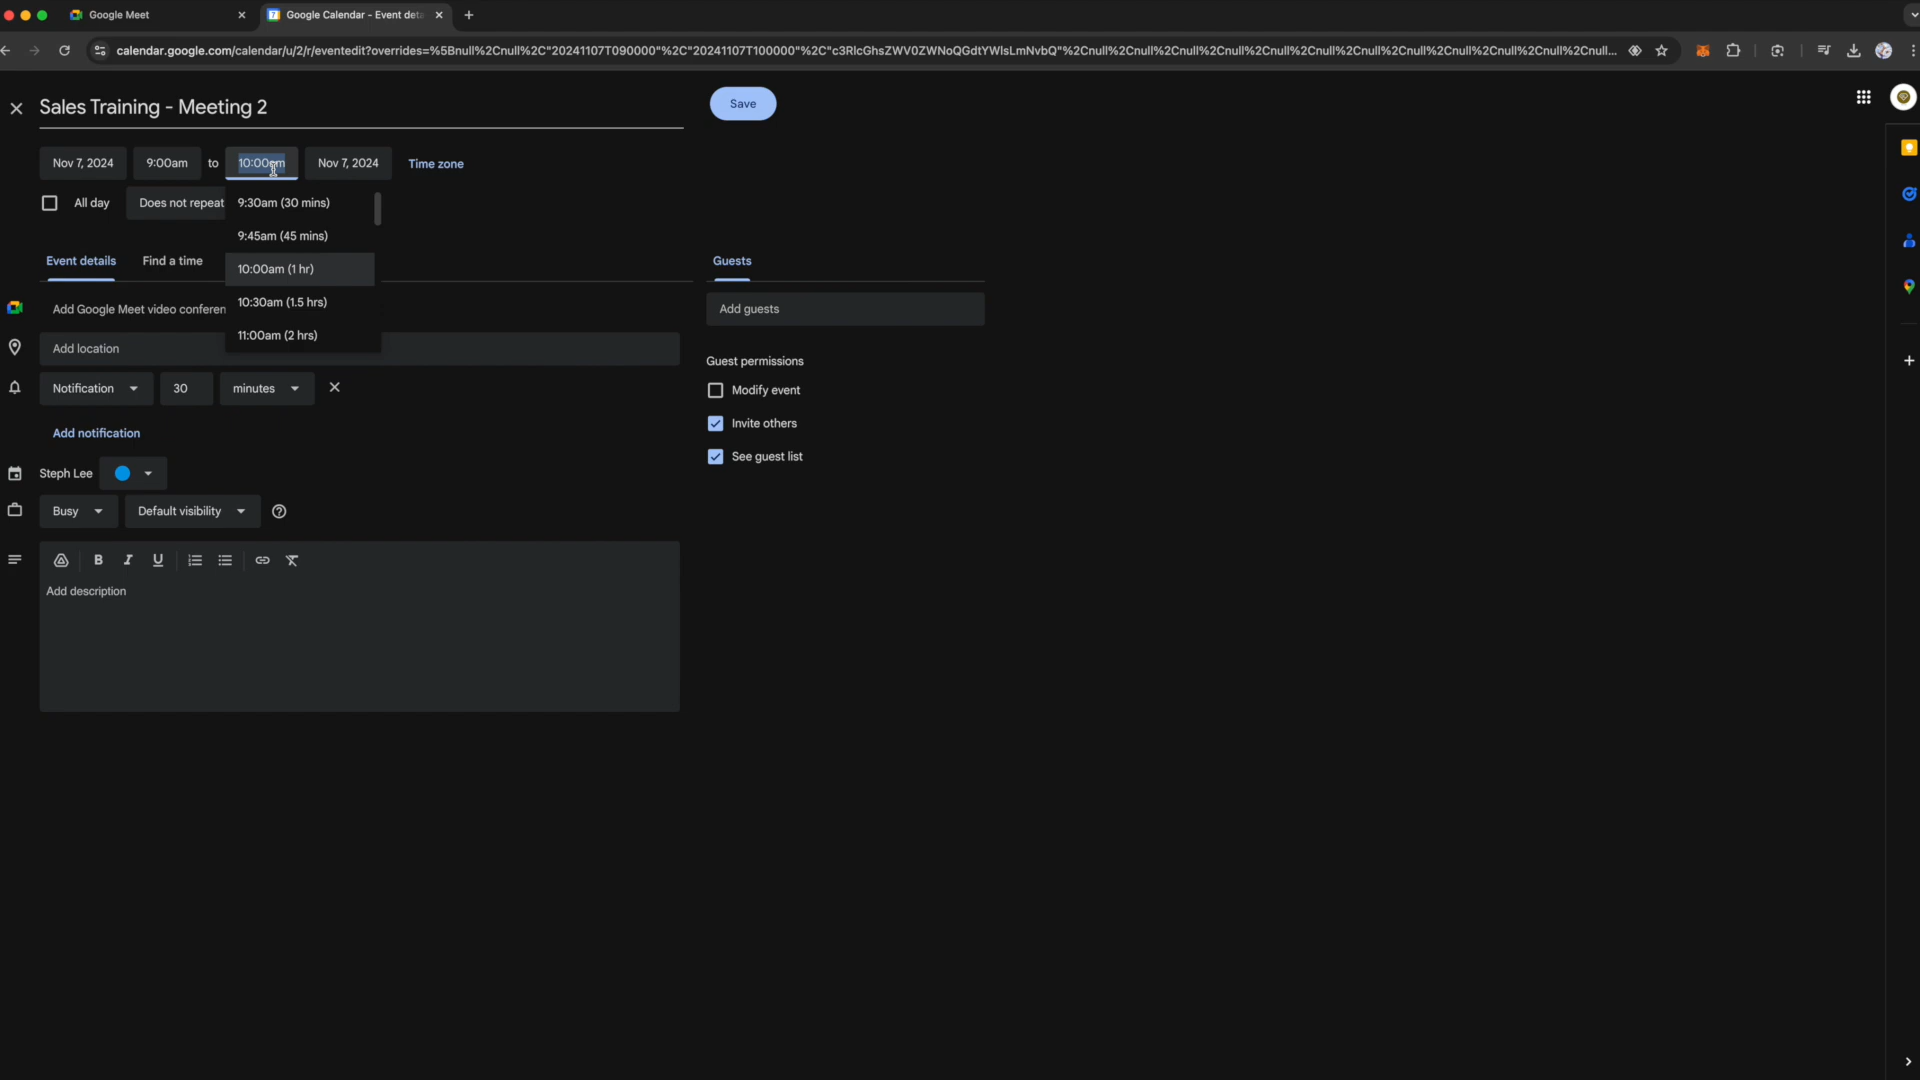 Google Meet
Google Calendar - Event deta
calendar.google.com/calendar/u/2/r/eventedit?overrides=%5Bnull%2Cnull%2C"20241107T090000"%2C"20241107T100000"%2C"c3RlcGhsZWV0ZWNoQGdtYWlsLmNvbQ"%2Cnull%2Cnull%2Cnull%2Cnull%2Cnull%2Cnull%2Cnull%2Cnull%2Cnull%2Cnull%2Cnull%2Cnull...
Sales Training - Meeting 2
Save
Nov 7, 2024 9:00am to 10:00am Nov 7, 2024 Time zone
All day Does not repeat
9:30am (30 mins)
9:45am (45 mins)
10:00am (1 hr)
10:30am (1.5 hrs)
11:00am (2 hrs)
Event details Find a time
Add Google Meet video conferen
Add location
Notification 30 minutes
Add notification
Steph Lee
Busy Default visibility
B I U
Add description
Guests
Add guests
Guest permissions
Modify event
Invite others
See guest list